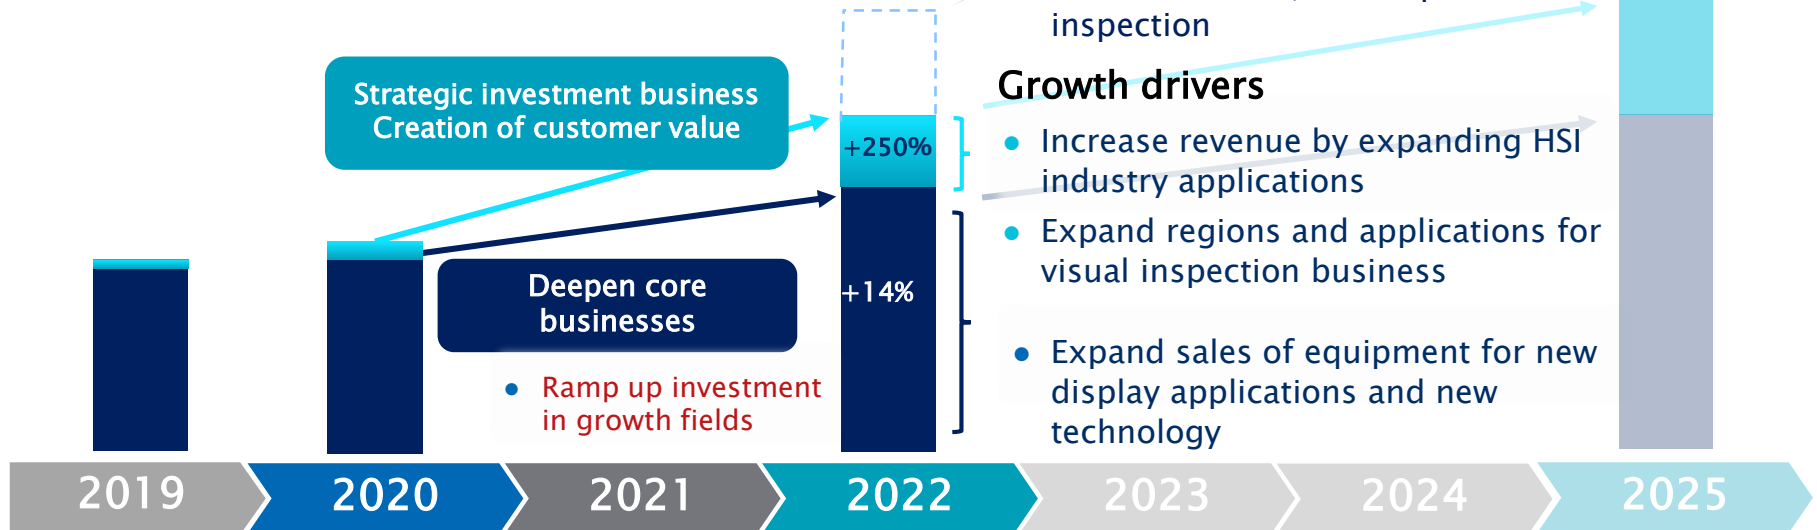 inspection
Strategic investment business
Creation of customer value
Growth drivers
+250%
• Increase revenue by expanding HSI
industry applications
• Expand regions and applications for
visual inspection business
Deepen core
businesses
+14%
• Ramp up investment
in growth fields
• Expand sales of equipment for new
display applications and new
technology
2019
2020
2021
2022
2023
2024
2025